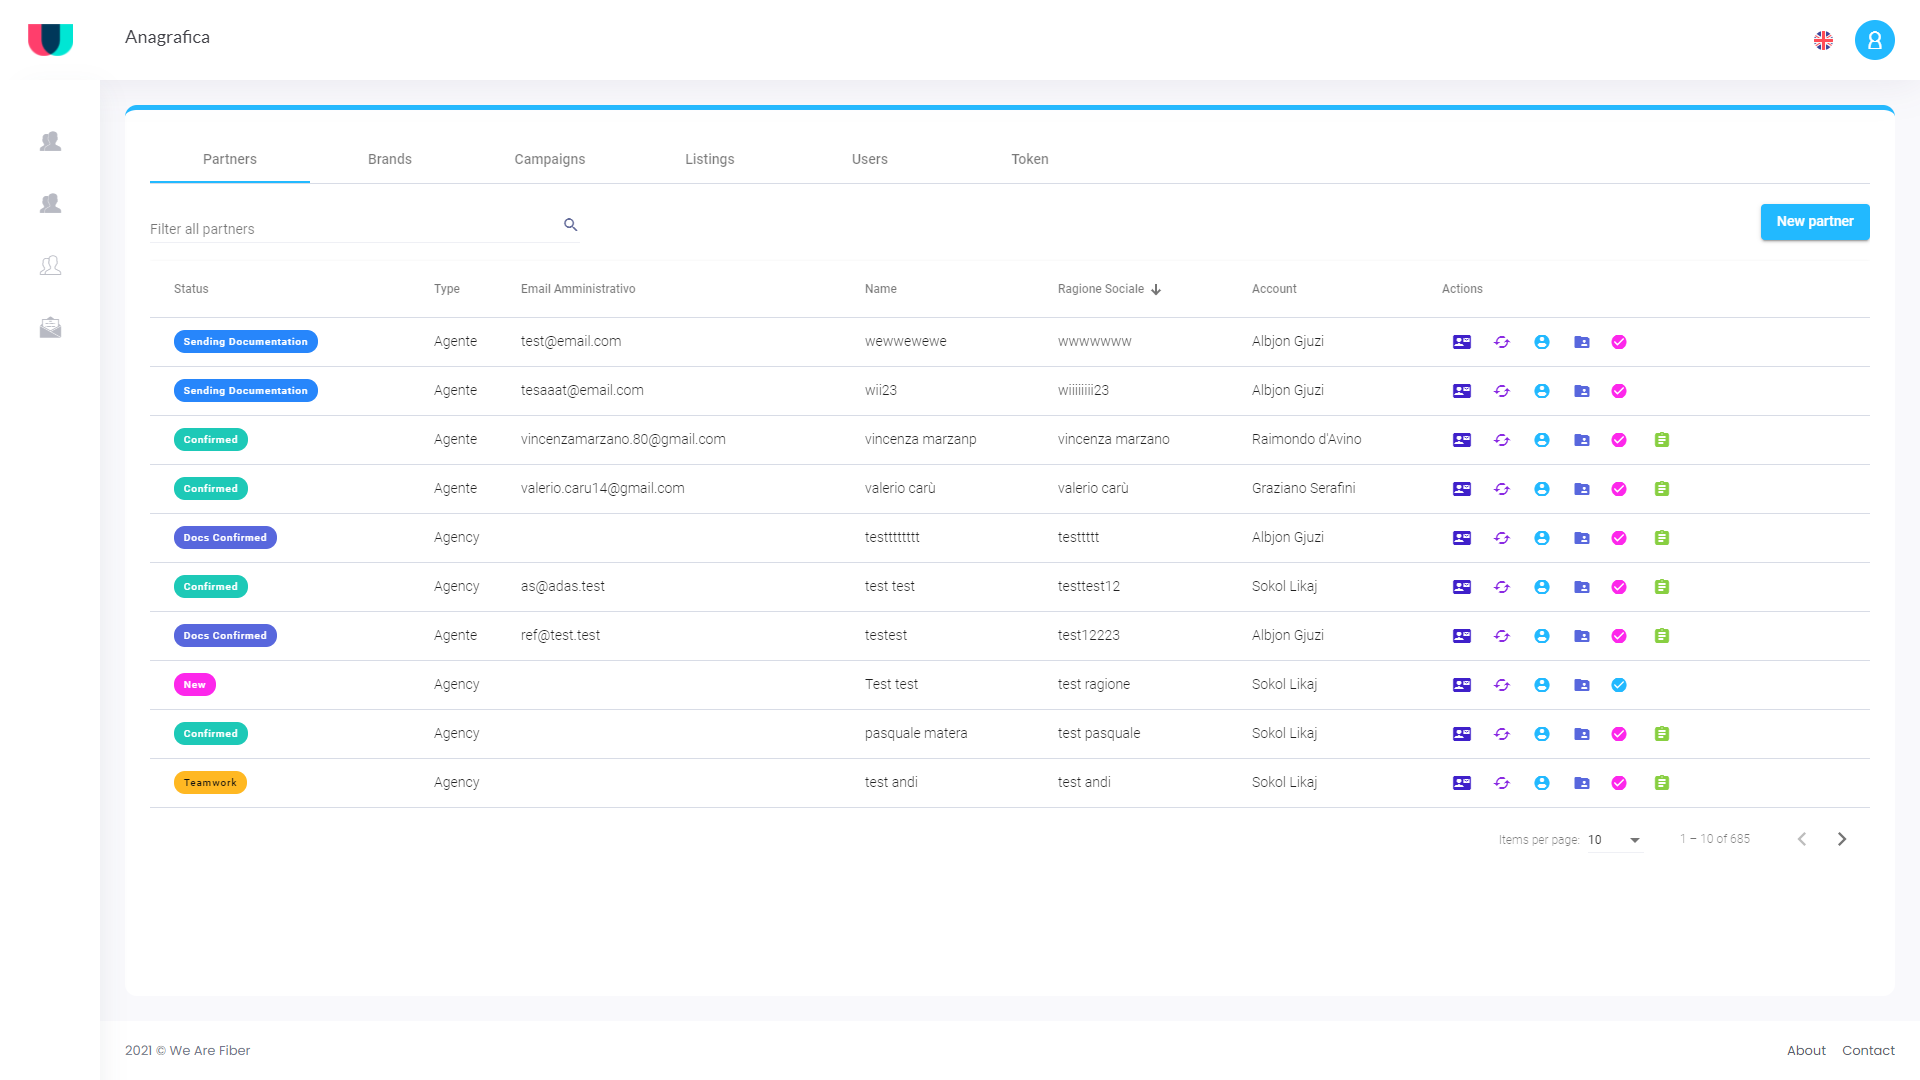 Anagrafica
Partners Brands Campaigns Listings Users Token
Filter all partners
New partner
Status Type Email Amministrativo Name Ragione Sociale Account Actions
Sending Documentation Agente test@email.com wewwewewe wwwwwww Albjon Gjuzi
Sending Documentation Agente tesaaat@email.com wii23 wiiiiiiii23 Albjon Gjuzi
Confirmed Agente vincenzamarzano.80@gmail.com vincenza marzanp vincenza marzano Raimondo d'Avino
Confirmed Agente valerio.caru14@gmail.com valerio carù valerio carù Graziano Serafini
Docs Confirmed Agency testttttttt testtttt Albjon Gjuzi
Confirmed Agency as@adas.test test test testtest12 Sokol Likaj
Docs Confirmed Agente ref@test.test testest test12223 Albjon Gjuzi
New Agency Test test test ragione Sokol Likaj
Confirmed Agency pasquale matera test pasquale Sokol Likaj
Teamwork Agency test andi test andi Sokol Likaj
Items per page: 10 1 – 10 of 685
2021 © We Are Fiber
About Contact